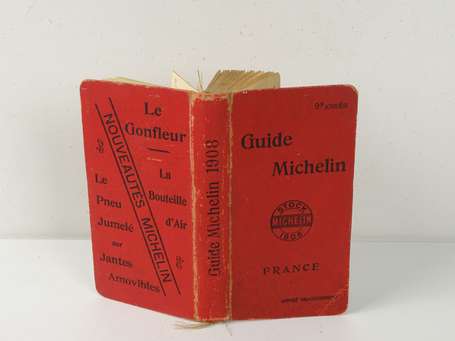 Le
Gonfleur
NOUVEAUTÉS MICHELIN
La
Bouteille
d'Air
Le
Pneu
Jumelé
sur
Jantes
Amovibles
Guide Michelin 1908
9e ANNÉE
Guide
Michelin
STOCK
MICHELIN
FRANCE